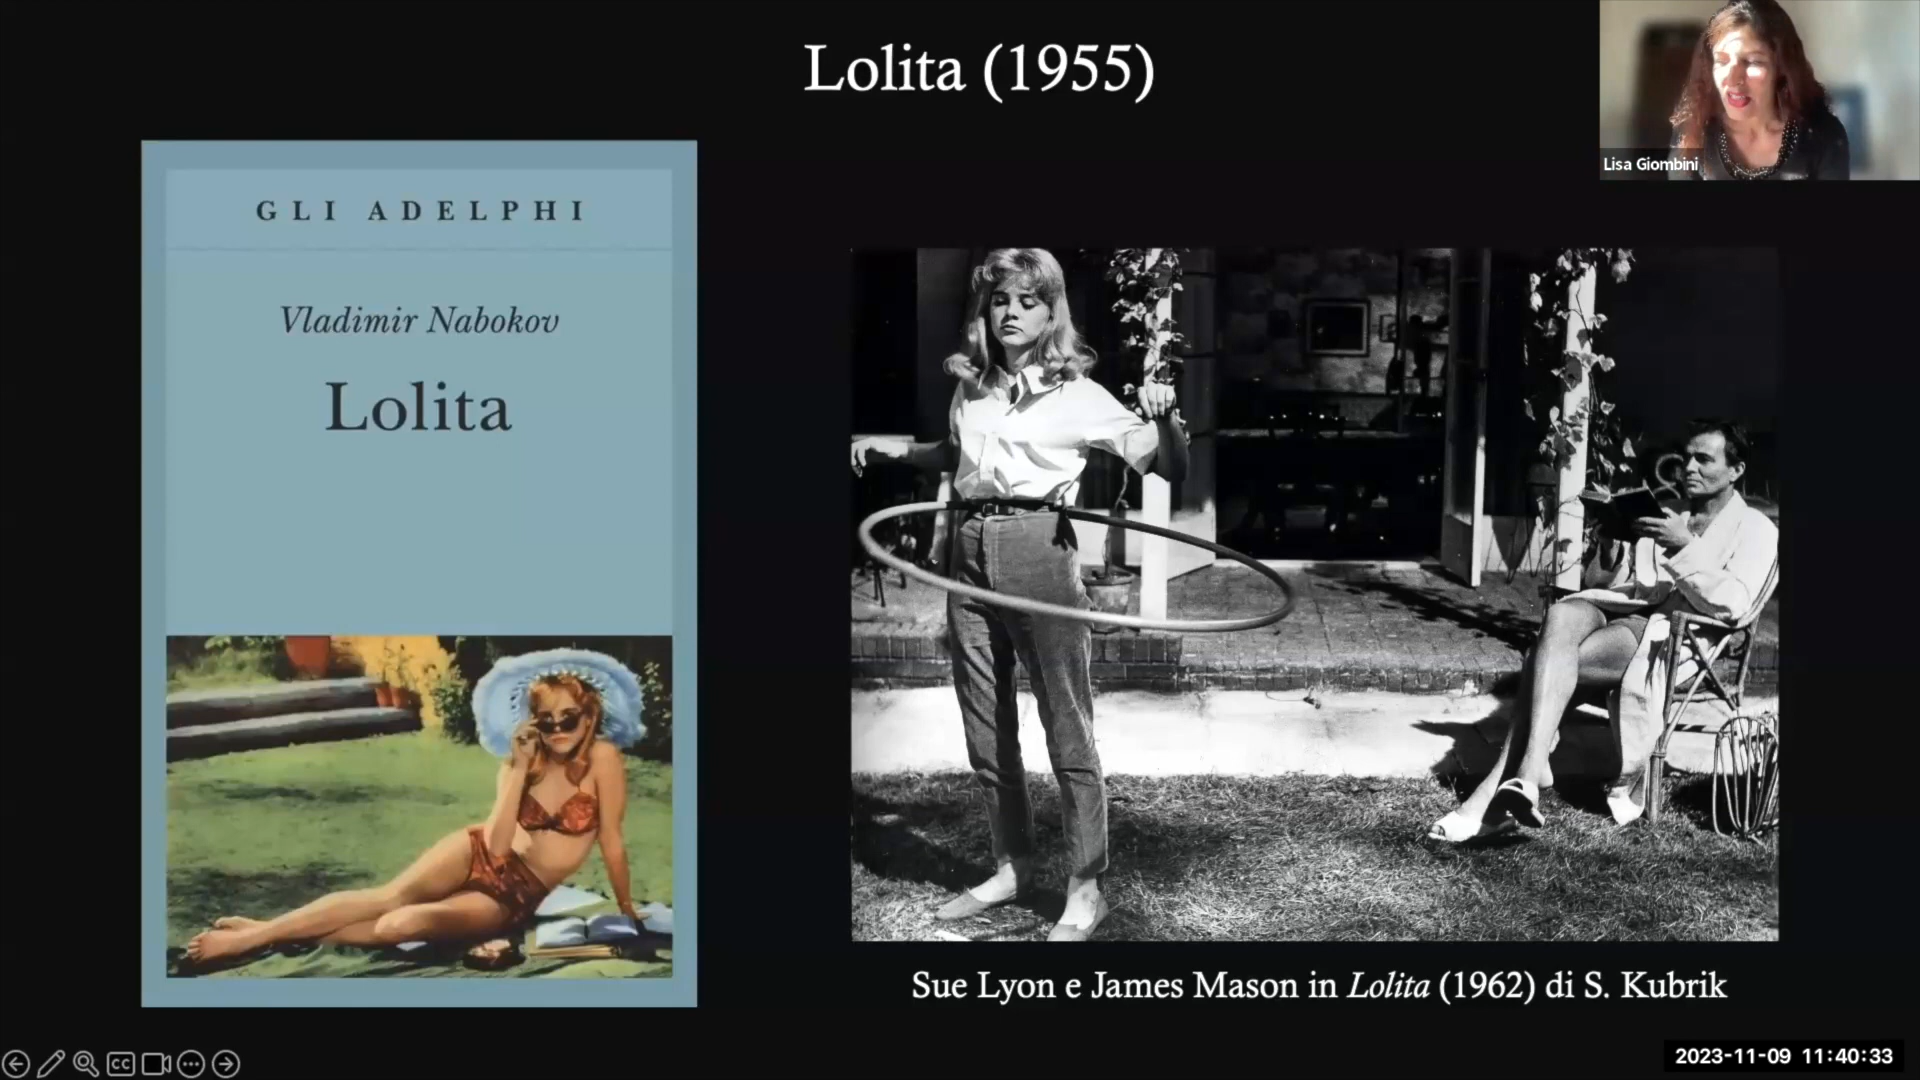 Lolita (1955)
Lisa Giombini
GLI ADELPHI
Vladimir Nabokov
Lolita
Sue Lyon e James Mason in Lolita (1962) di S. Kubrik
CC
2023-11-09 11:40:33